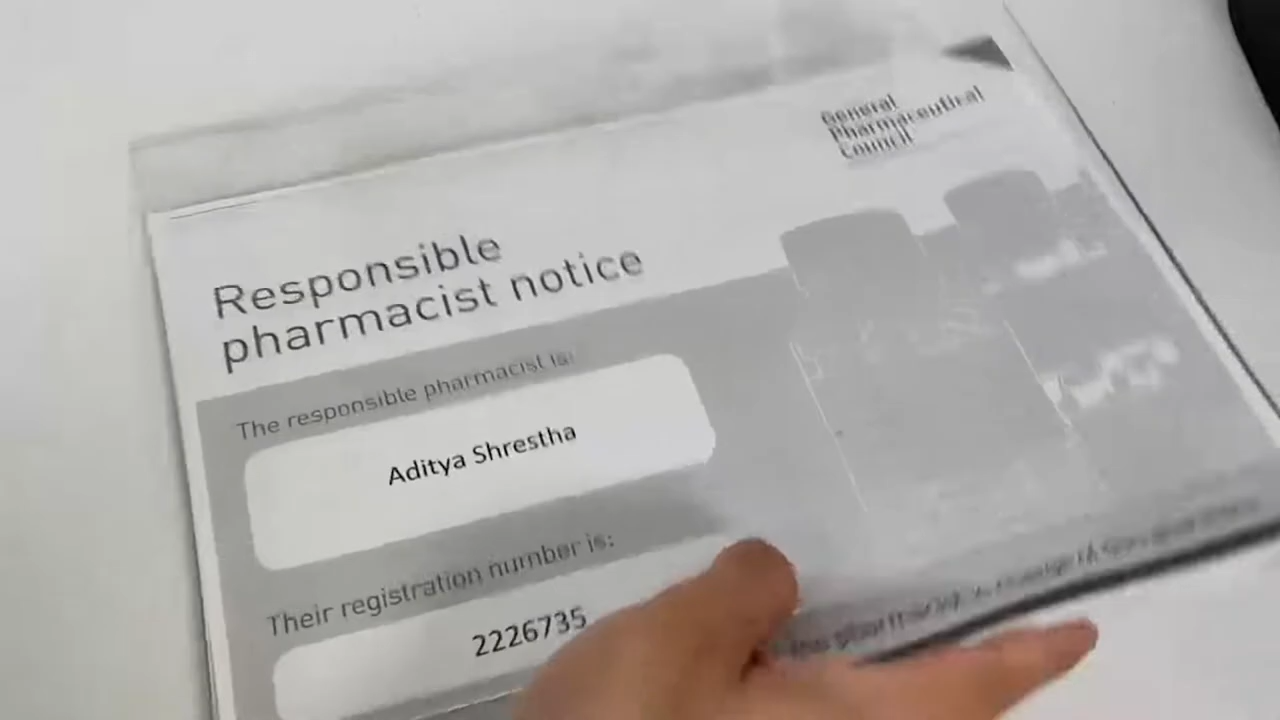 General
Pharmaceutical
Council
Responsible
pharmacist notice
The responsible pharmacist is:
Aditya Shrestha
Their registration number is:
2226735